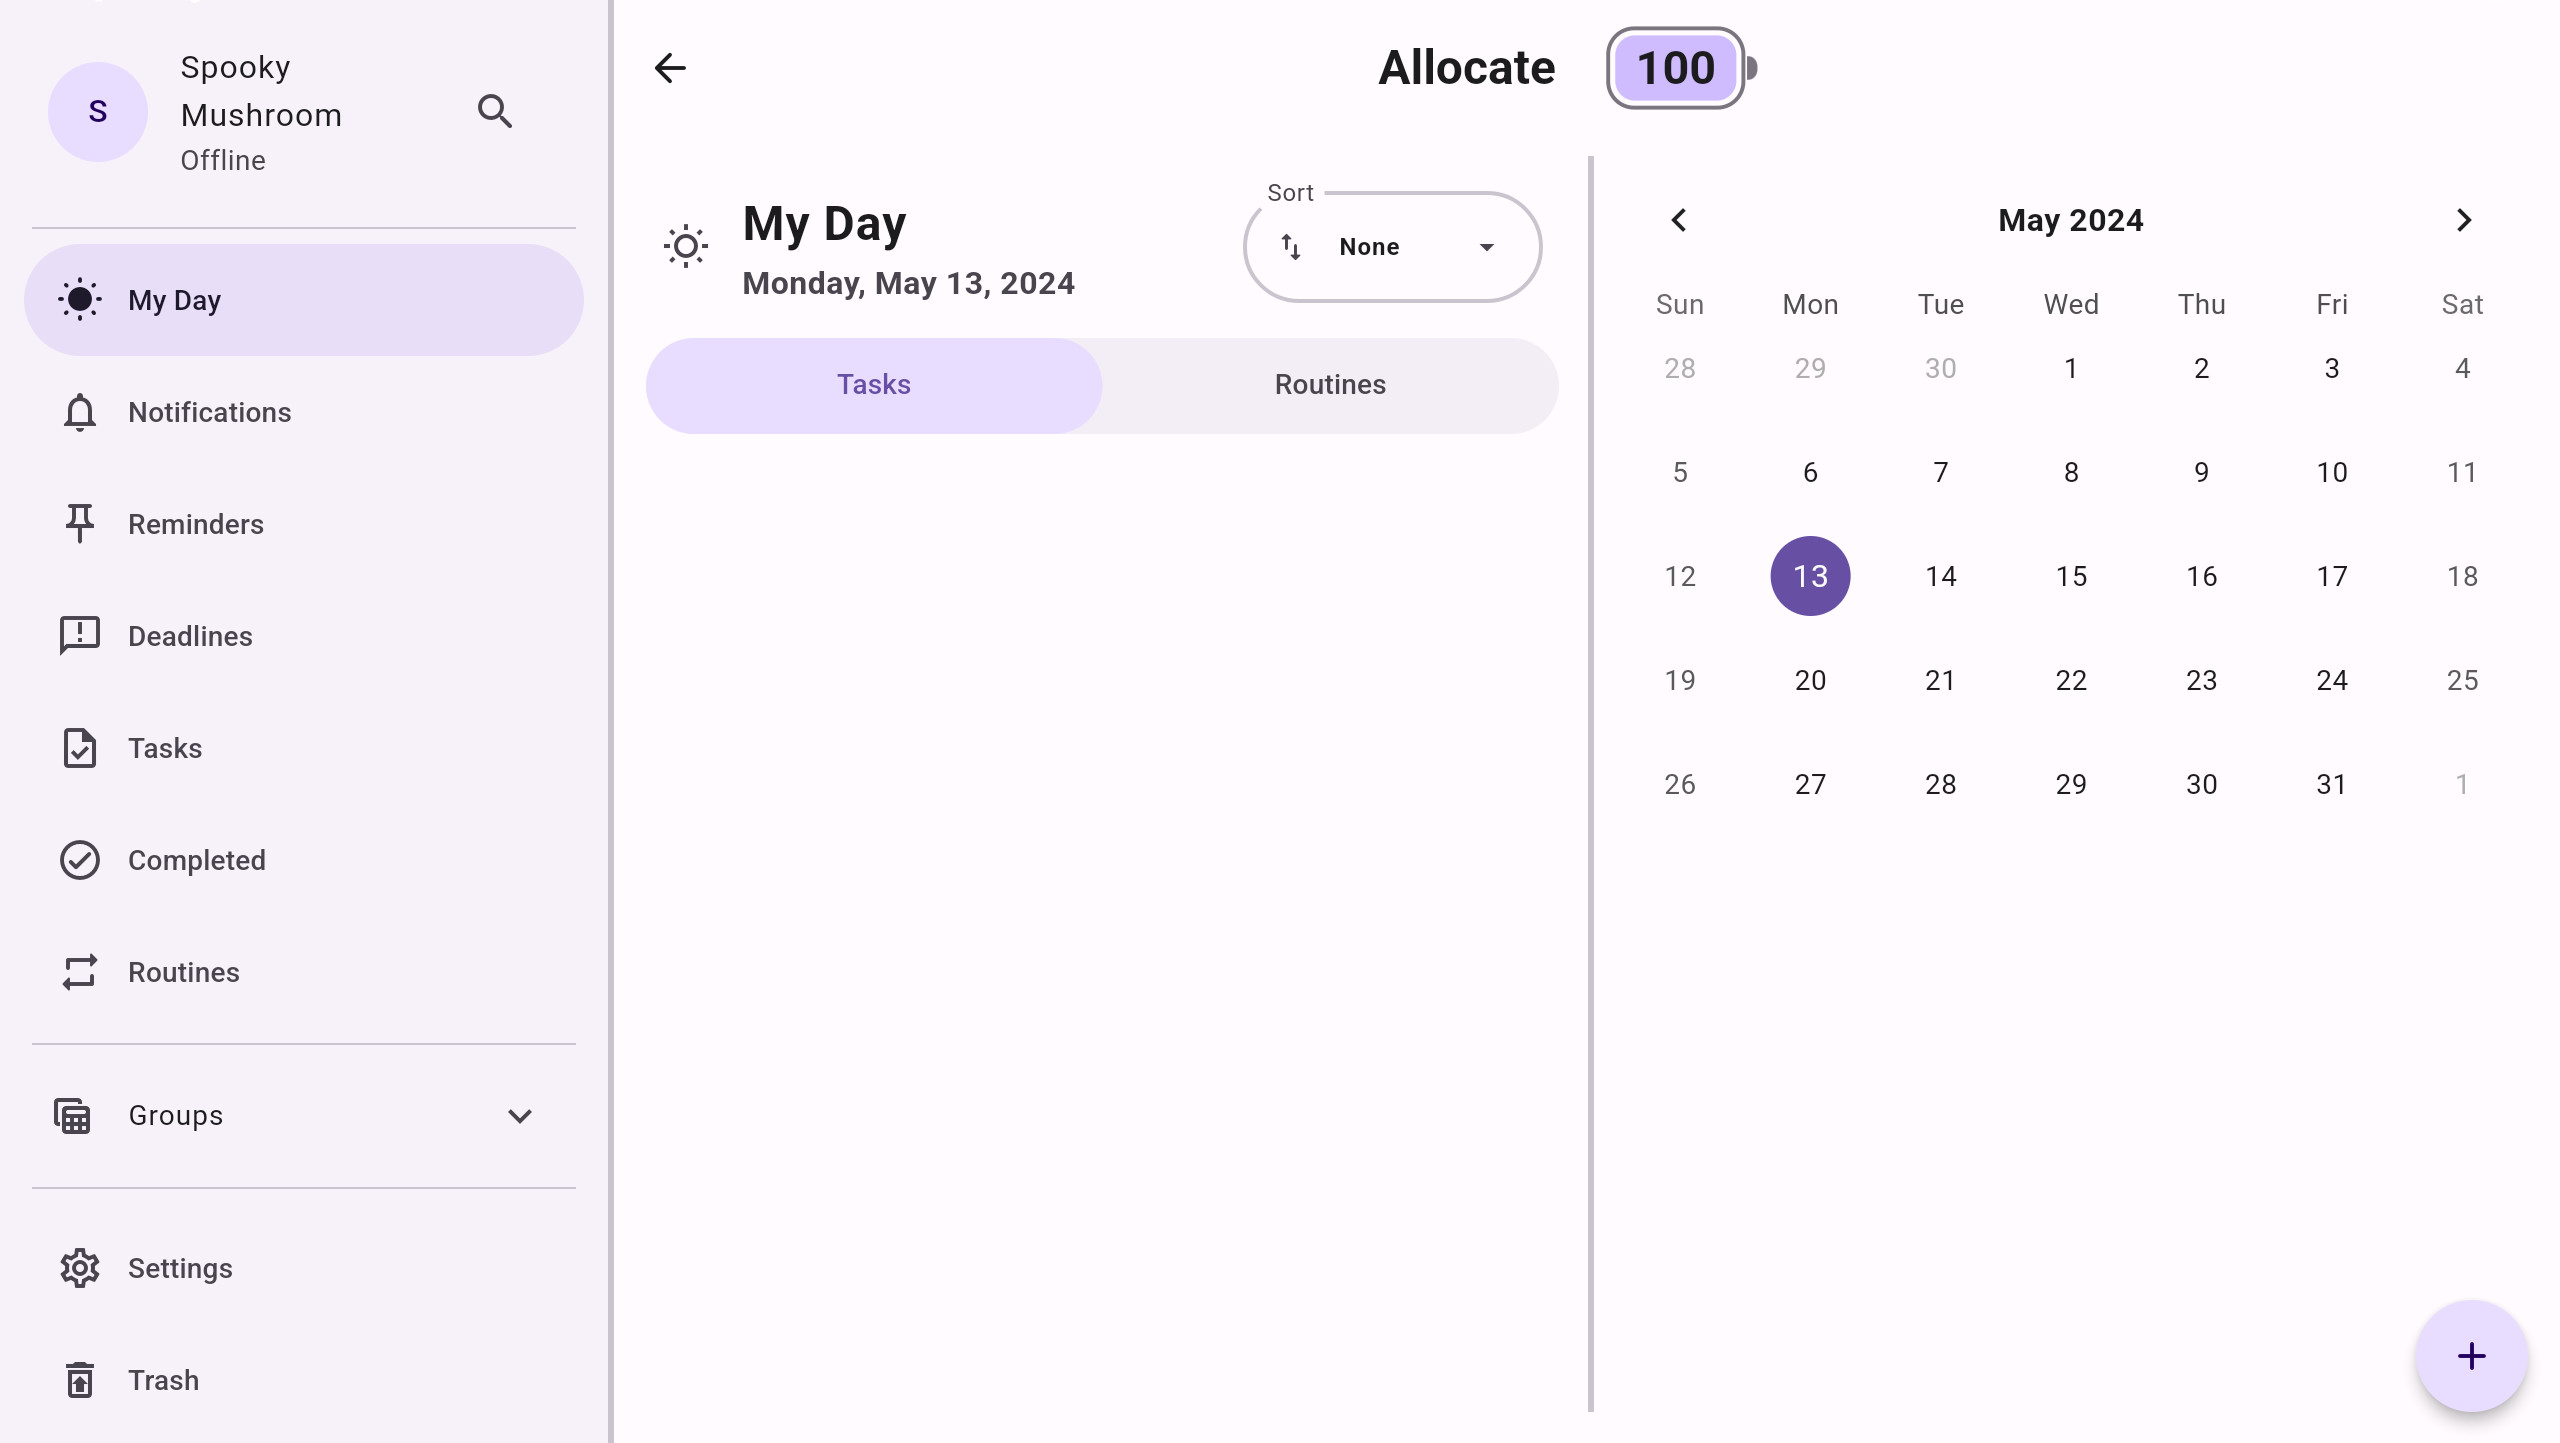 S
Spooky
Mushroom
Offline
My Day
Notifications
Reminders
Deadlines
Tasks
Completed
Routines
Groups
Settings
Trash
Allocate 100
Sort
My Day
None
Monday, May 13, 2024
Tasks Routines
May 2024
Sun Mon Tue Wed Thu Fri Sat
28 29 30 1 2 3 4
5 6 7 8 9 10 11
12 13 14 15 16 17 18
19 20 21 22 23 24 25
26 27 28 29 30 31 1